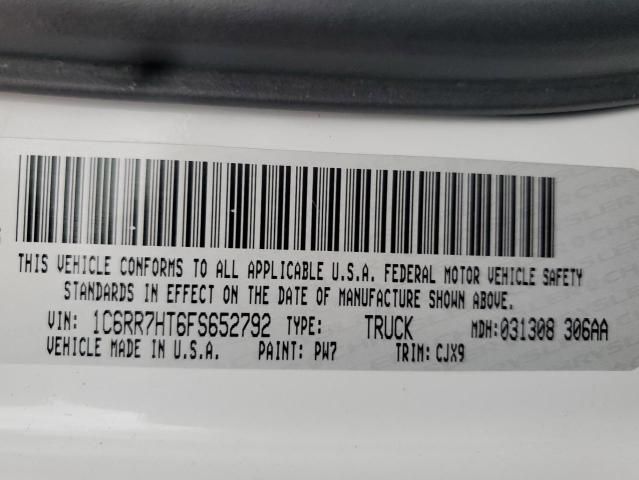 THIS VEHICLE CONFORMS TO ALL APPLICABLE U.S.A. FEDERAL MOTOR VEHICLE SAFETY
STANDARDS IN EFFECT ON THE DATE OF MANUFACTURE SHOWN ABOVE.
VIN: 1C6RR7HT6FS652792 TYPE: TRUCK MDH:031308 306AA
VEHICLE MADE IN U.S.A. PAINT: PW7 TRIM: CJX9